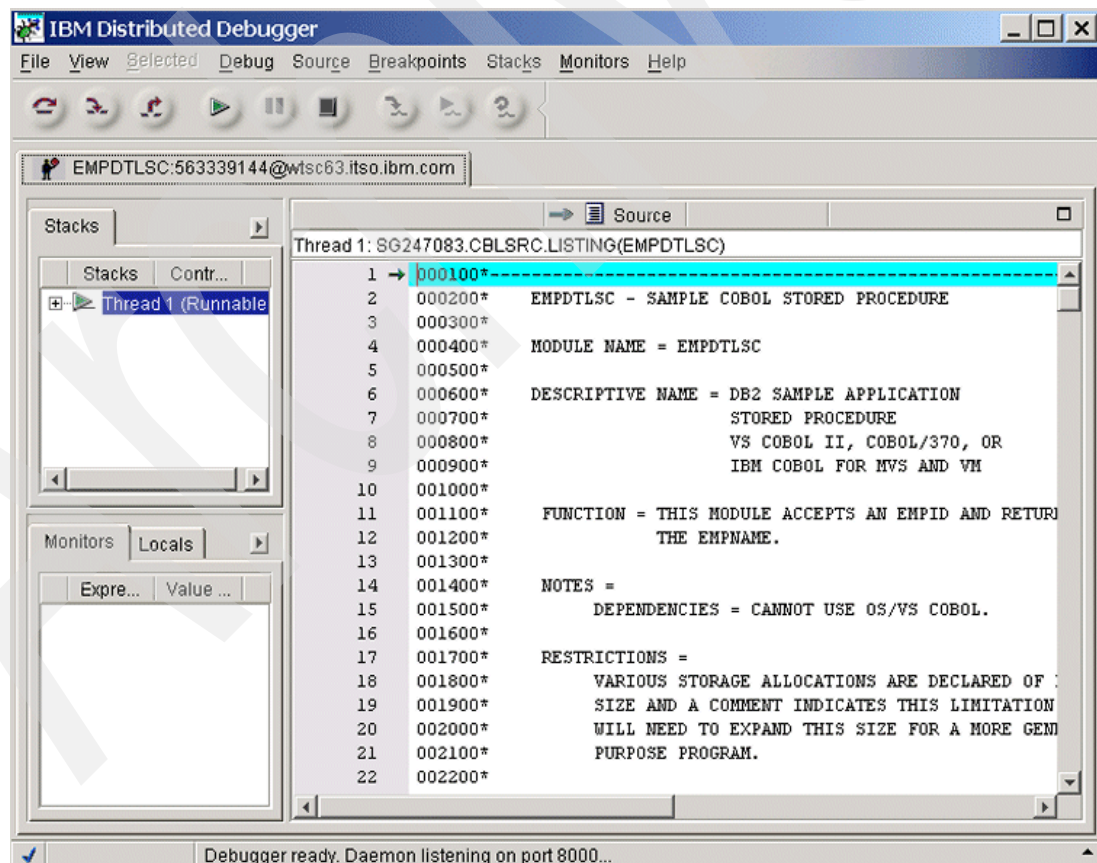 IBM Distributed Debugger
File View Selected Debug Source Breakpoints Stacks Monitors Help
EMPDTLSC:563339144@wtsc63.itso.ibm.com
Stacks
Stacks Contr...
Thread 1 (Runnable
Monitors Locals
Expre... Value ...
Source
Thread 1: SG247083.CBLSRC.LISTING(EMPDTLSC)
1 000100*------------------------------------------------------
2 000200* EMPDTLSC - SAMPLE COBOL STORED PROCEDURE
3 000300*
4 000400* MODULE NAME = EMPDTLSC
5 000500*
6 000600* DESCRIPTIVE NAME = DB2 SAMPLE APPLICATION
7 000700* STORED PROCEDURE
8 000800* VS COBOL II, COBOL/370, OR
9 000900* IBM COBOL FOR MVS AND VM
10 001000*
11 001100* FUNCTION = THIS MODULE ACCEPTS AN EMPID AND RETUR
12 001200* THE EMPNAME.
13 001300*
14 001400* NOTES =
15 001500* DEPENDENCIES = CANNOT USE OS/VS COBOL.
16 001600*
17 001700* RESTRICTIONS =
18 001800* VARIOUS STORAGE ALLOCATIONS ARE DECLARED OF
19 001900* SIZE AND A COMMENT INDICATES THIS LIMITATION
20 002000* WILL NEED TO EXPAND THIS SIZE FOR A MORE GEN
21 002100* PURPOSE PROGRAM.
22 002200*
Debugger ready. Daemon listening on port 8000...